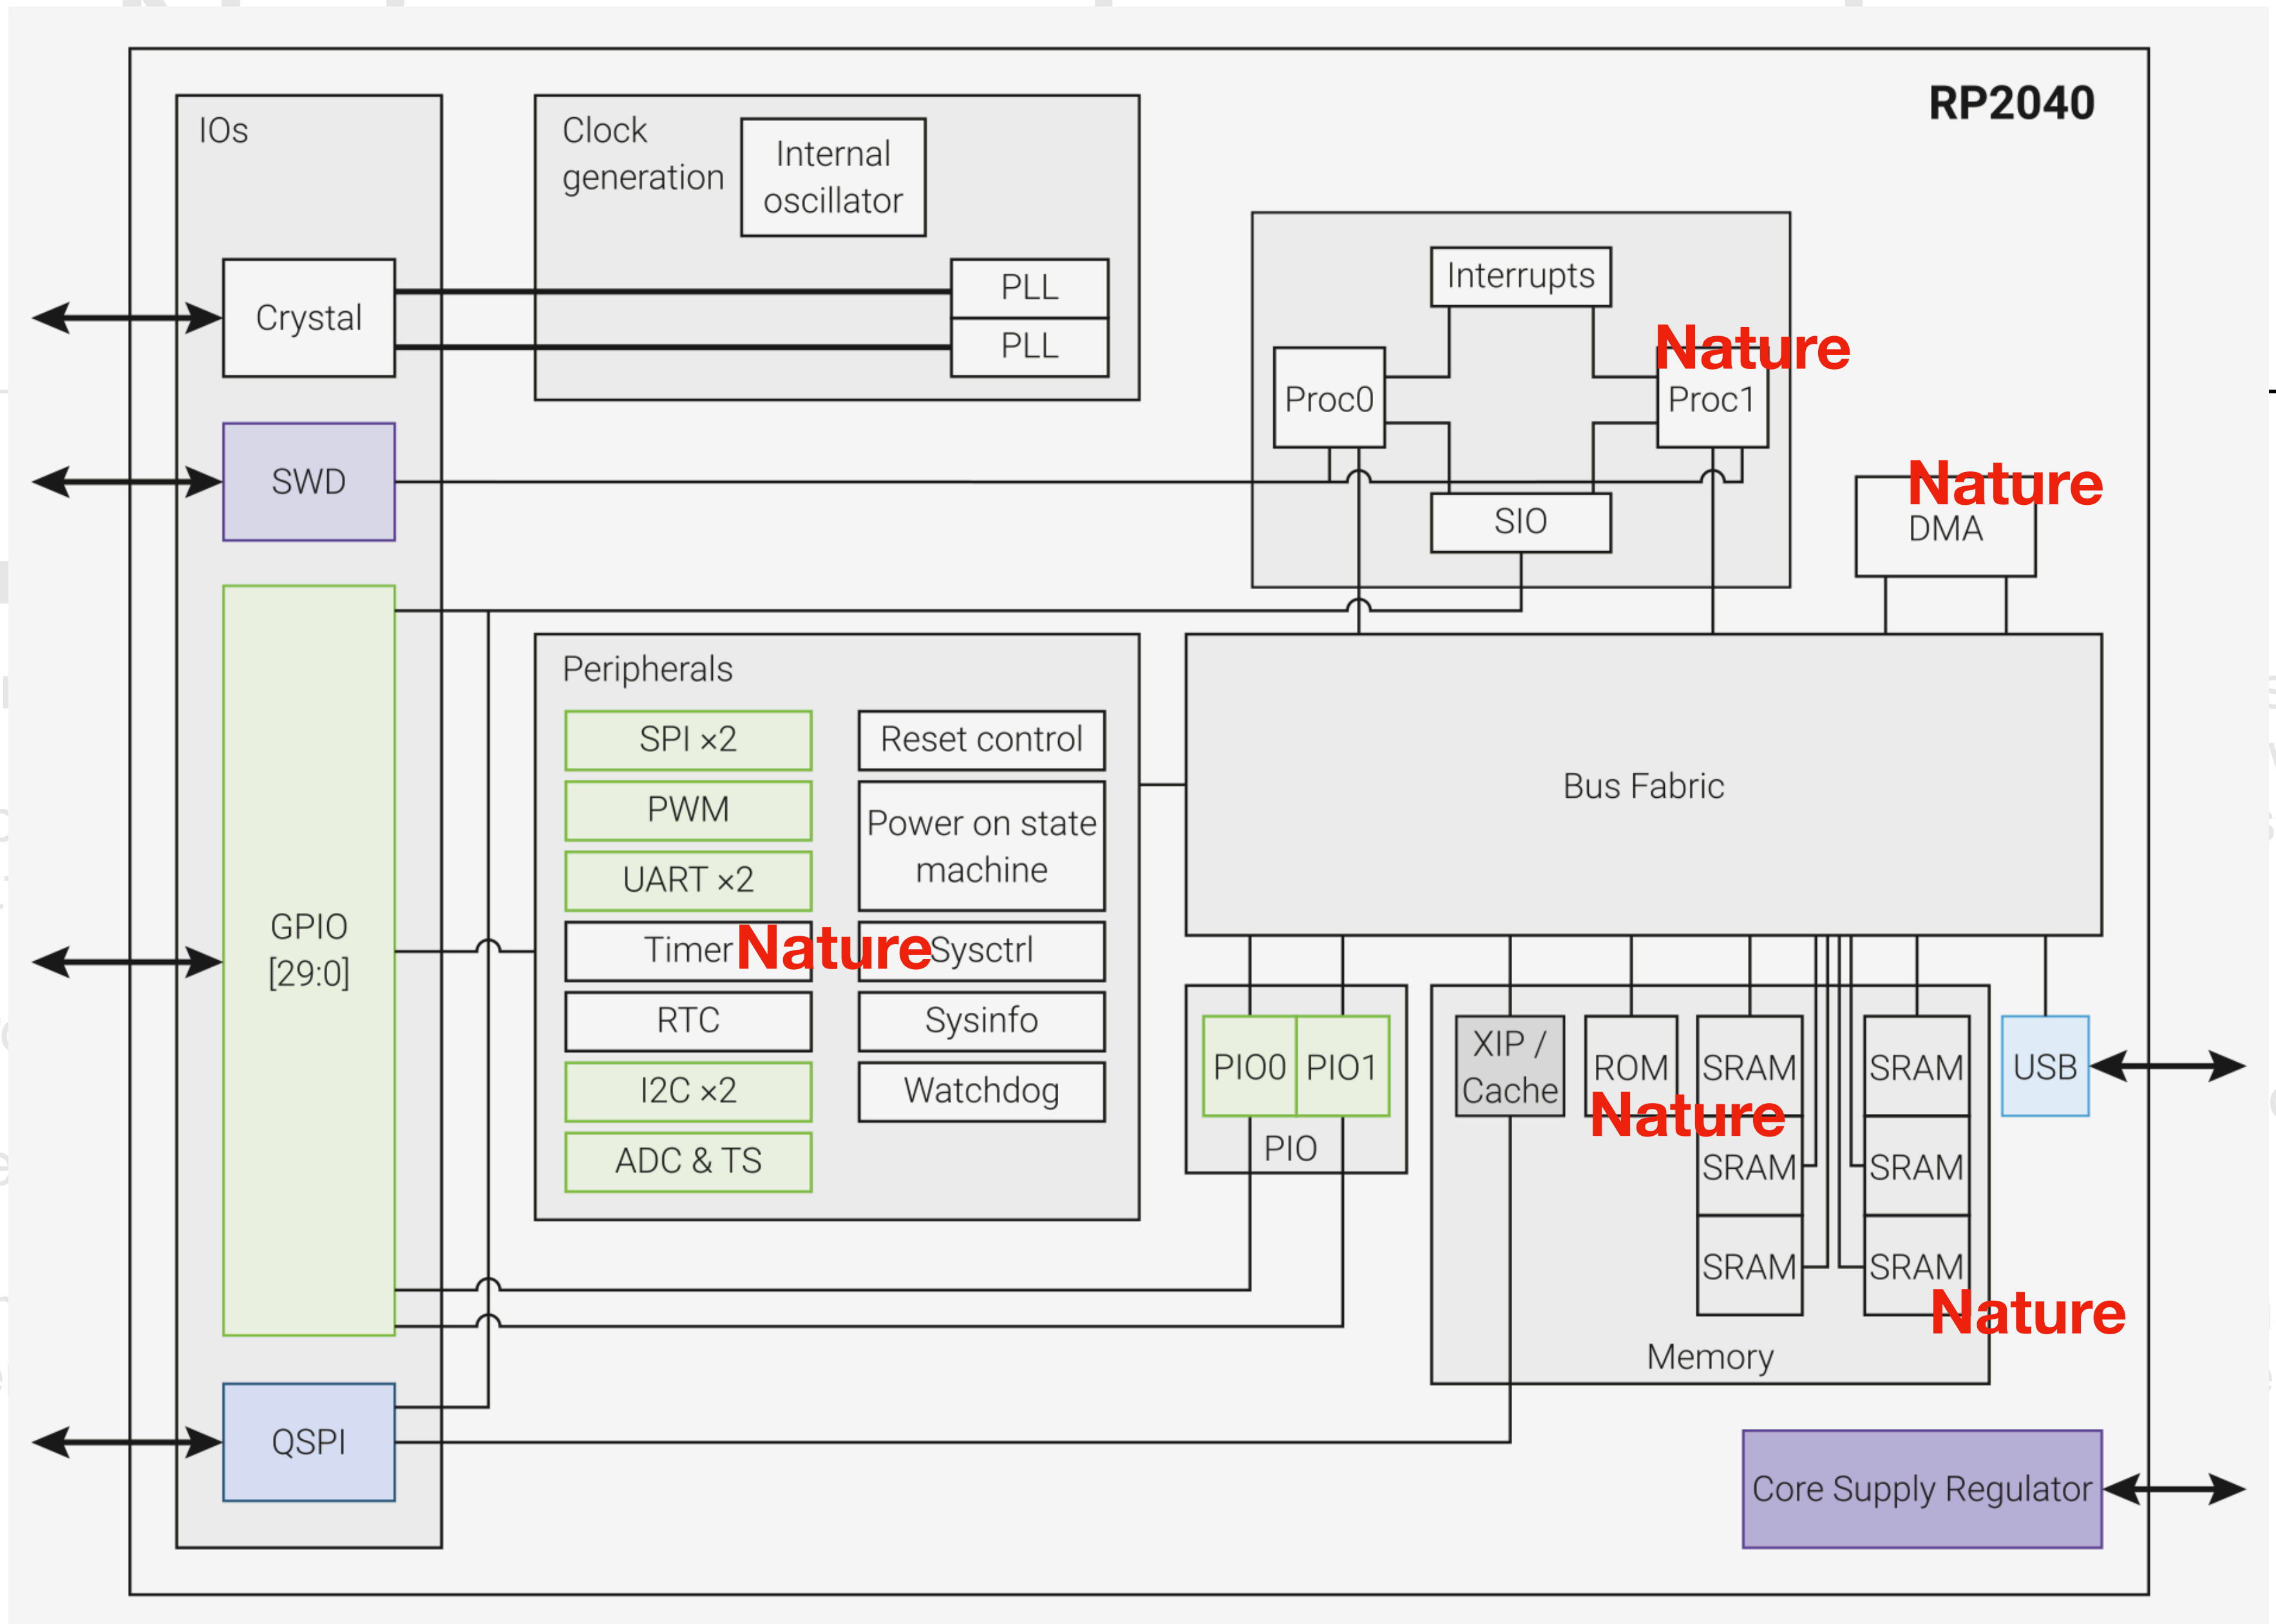 RP2040
IOs
Crystal
SWD
GPIO
[29:0]
QSPI
Clock
generation
Internal
oscillator
PLL
PLL
Interrupts
Proc0
Nature
Proc1
SIO
Nature
DMA
Peripherals
SPI ×2
PWM
UART ×2
Timer
RTC
I2C ×2
ADC & TS
Nature
Reset control
Power on state
machine
Sysctrl
Sysinfo
Watchdog
Bus Fabric
PIO0
PIO1
PIO
XIP /
Cache
ROM
Nature
SRAM
SRAM
SRAM
SRAM
SRAM
SRAM
Nature
Memory
USB
Core Supply Regulator